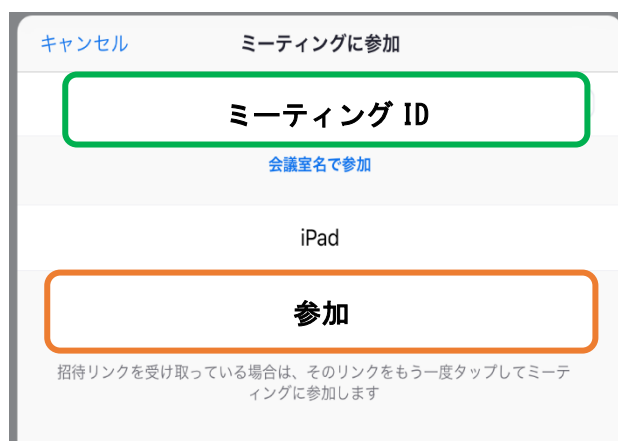 キャンセル ミーティングに参加
ミーティング ID
会議室名で参加
iPad
参加
招待リンクを受け取っている場合は、そのリンクをもう一度タップしてミーテ
ィングに参加します